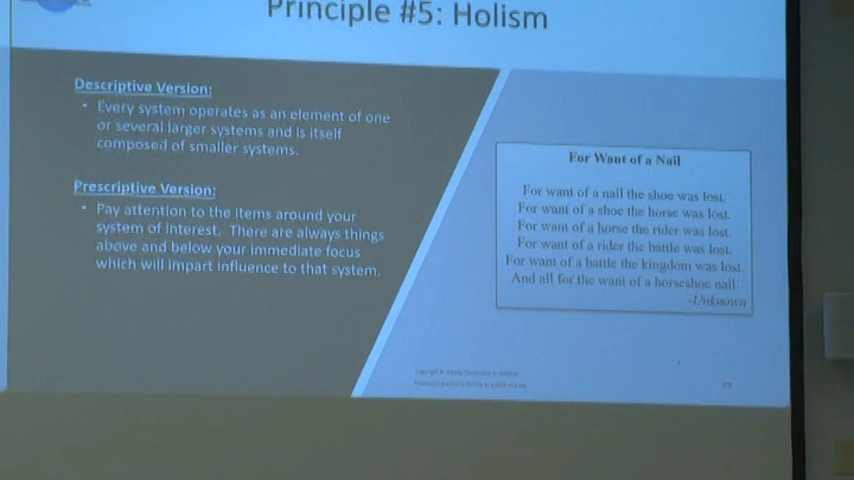 Principle #5: Holism
Descriptive Version:
• Every system operates as an element of one
or several larger systems and is itself
composed of smaller systems.
Prescriptive Version:
• Pay attention to the items around your
system of interest. There are always things
above and below your immediate focus
which will impart influence to that system.
For Want of a Nail
For want of a nail the shoe was lost.
For want of a shoe the horse was lost.
For want of a horse the rider was lost.
For want of a rider the battle was lost.
For want of a battle the kingdom was lost
And all for the want of a horseshoe nail.
-Unknown